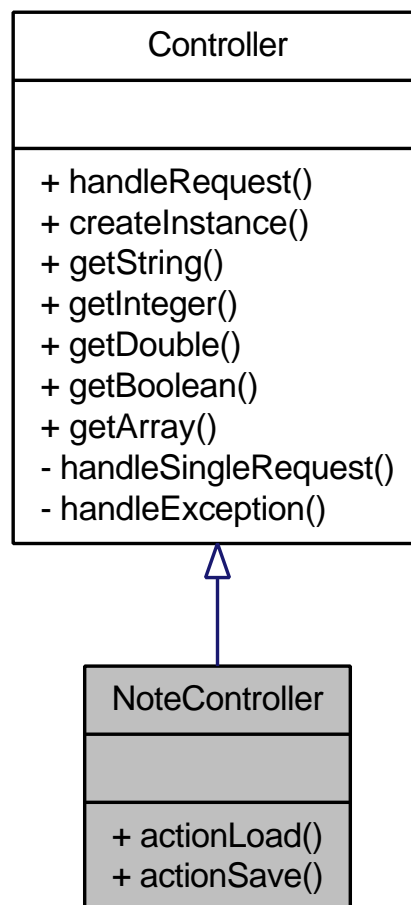 Controller
+ handleRequest()
+ createInstance()
+ getString()
+ getInteger()
+ getDouble()
+ getBoolean()
+ getArray()
- handleSingleRequest()
- handleException()
NoteController
+ actionLoad()
+ actionSave()